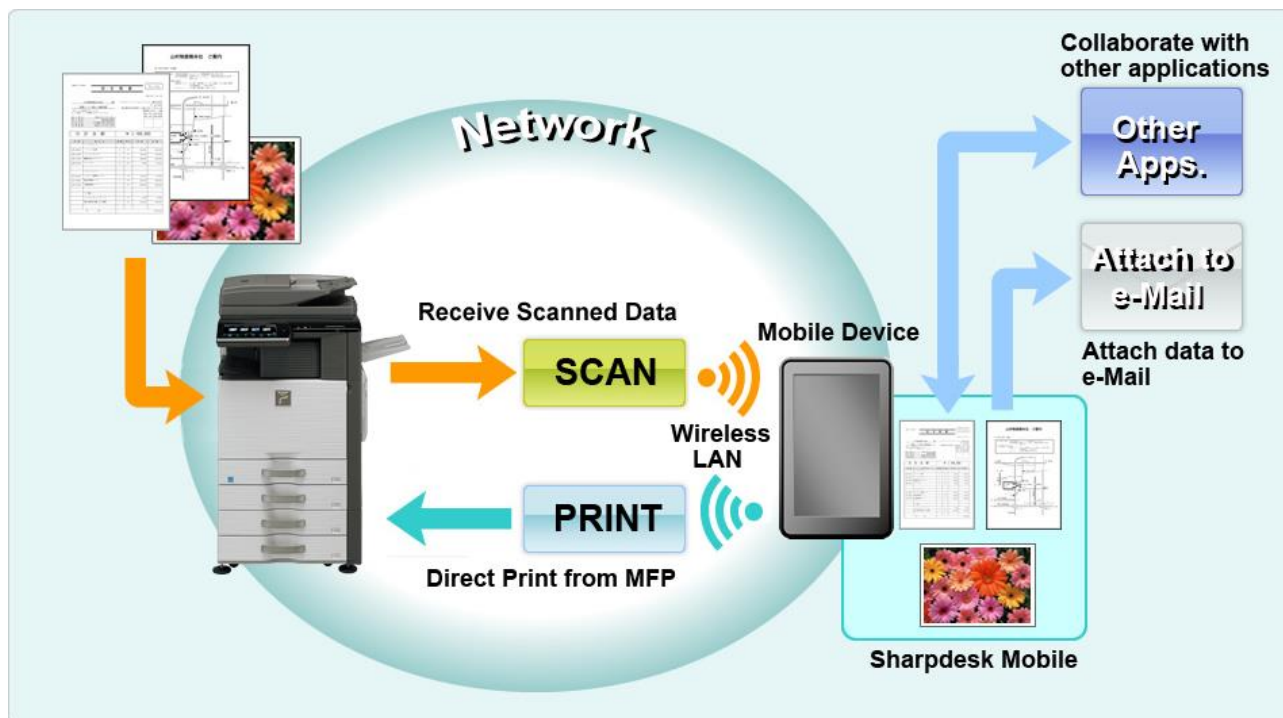 Collaborate with
other applications
Network
Other
Apps.
Attach to
e-Mail
Attach data to
e-Mail
Receive Scanned Data
SCAN
Mobile Device
Wireless
LAN
PRINT
Direct Print from MFP
Sharpdesk Mobile